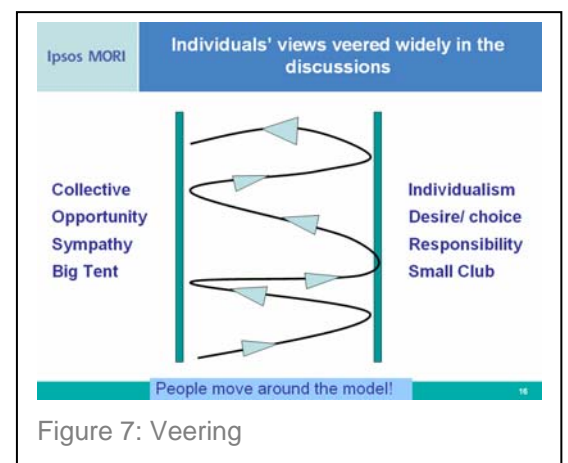 Ipsos MORI
Individuals' views veered widely in the
discussions
Collective
Opportunity
Sympathy
Big Tent
Individualism
Desire/ choice
Responsibility
Small Club
People move around the model!
16
Figure 7: Veering